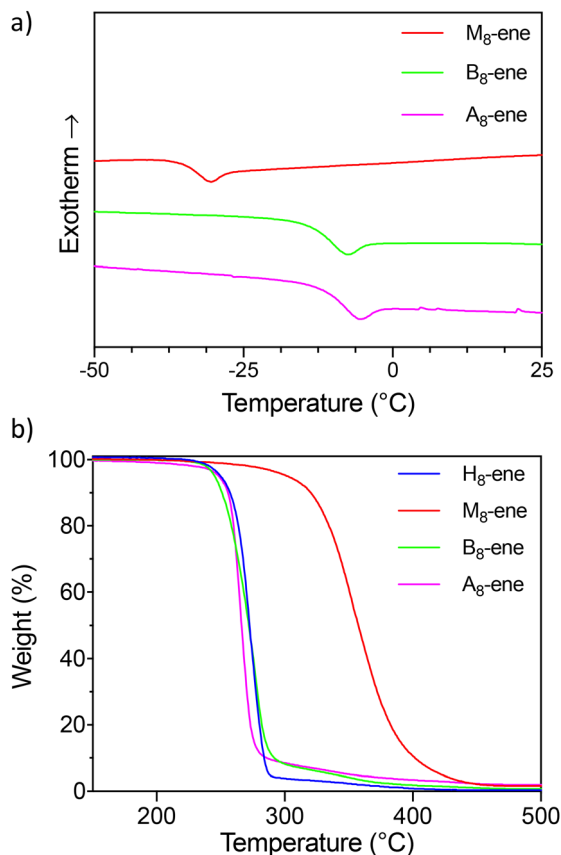 a)
M₈-ene
B₈-ene
A₈-ene
Exotherm →
-50 -25 0 25
Temperature (°C)
b)
H₈-ene
M₈-ene
B₈-ene
A₈-ene
Weight (%)
100
80
60
40
20
0
200 300 400 500
Temperature (°C)